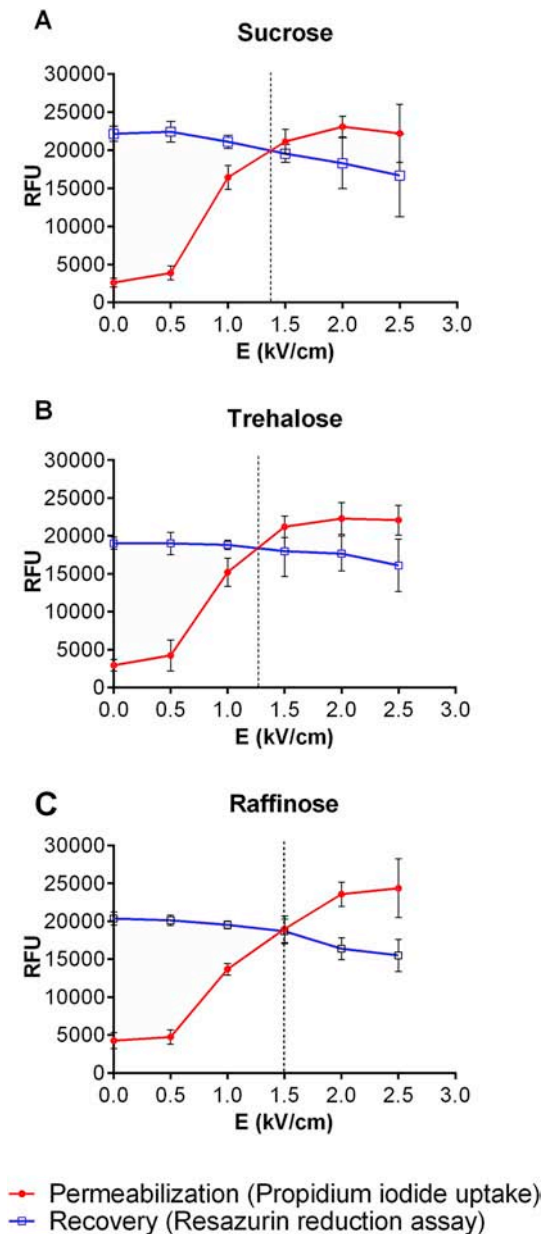 A
Sucrose
30000
25000
20000
15000
10000
5000
0
RFU
0.0 0.5 1.0 1.5 2.0 2.5 3.0
E (kV/cm)
B
Trehalose
30000
25000
20000
15000
10000
5000
0
RFU
0.0 0.5 1.0 1.5 2.0 2.5 3.0
E (kV/cm)
C
Raffinose
30000
25000
20000
15000
10000
5000
0
RFU
0.0 0.5 1.0 1.5 2.0 2.5 3.0
E (kV/cm)
Permeabilization (Propidium iodide uptake)
Recovery (Resazurin reduction assay)